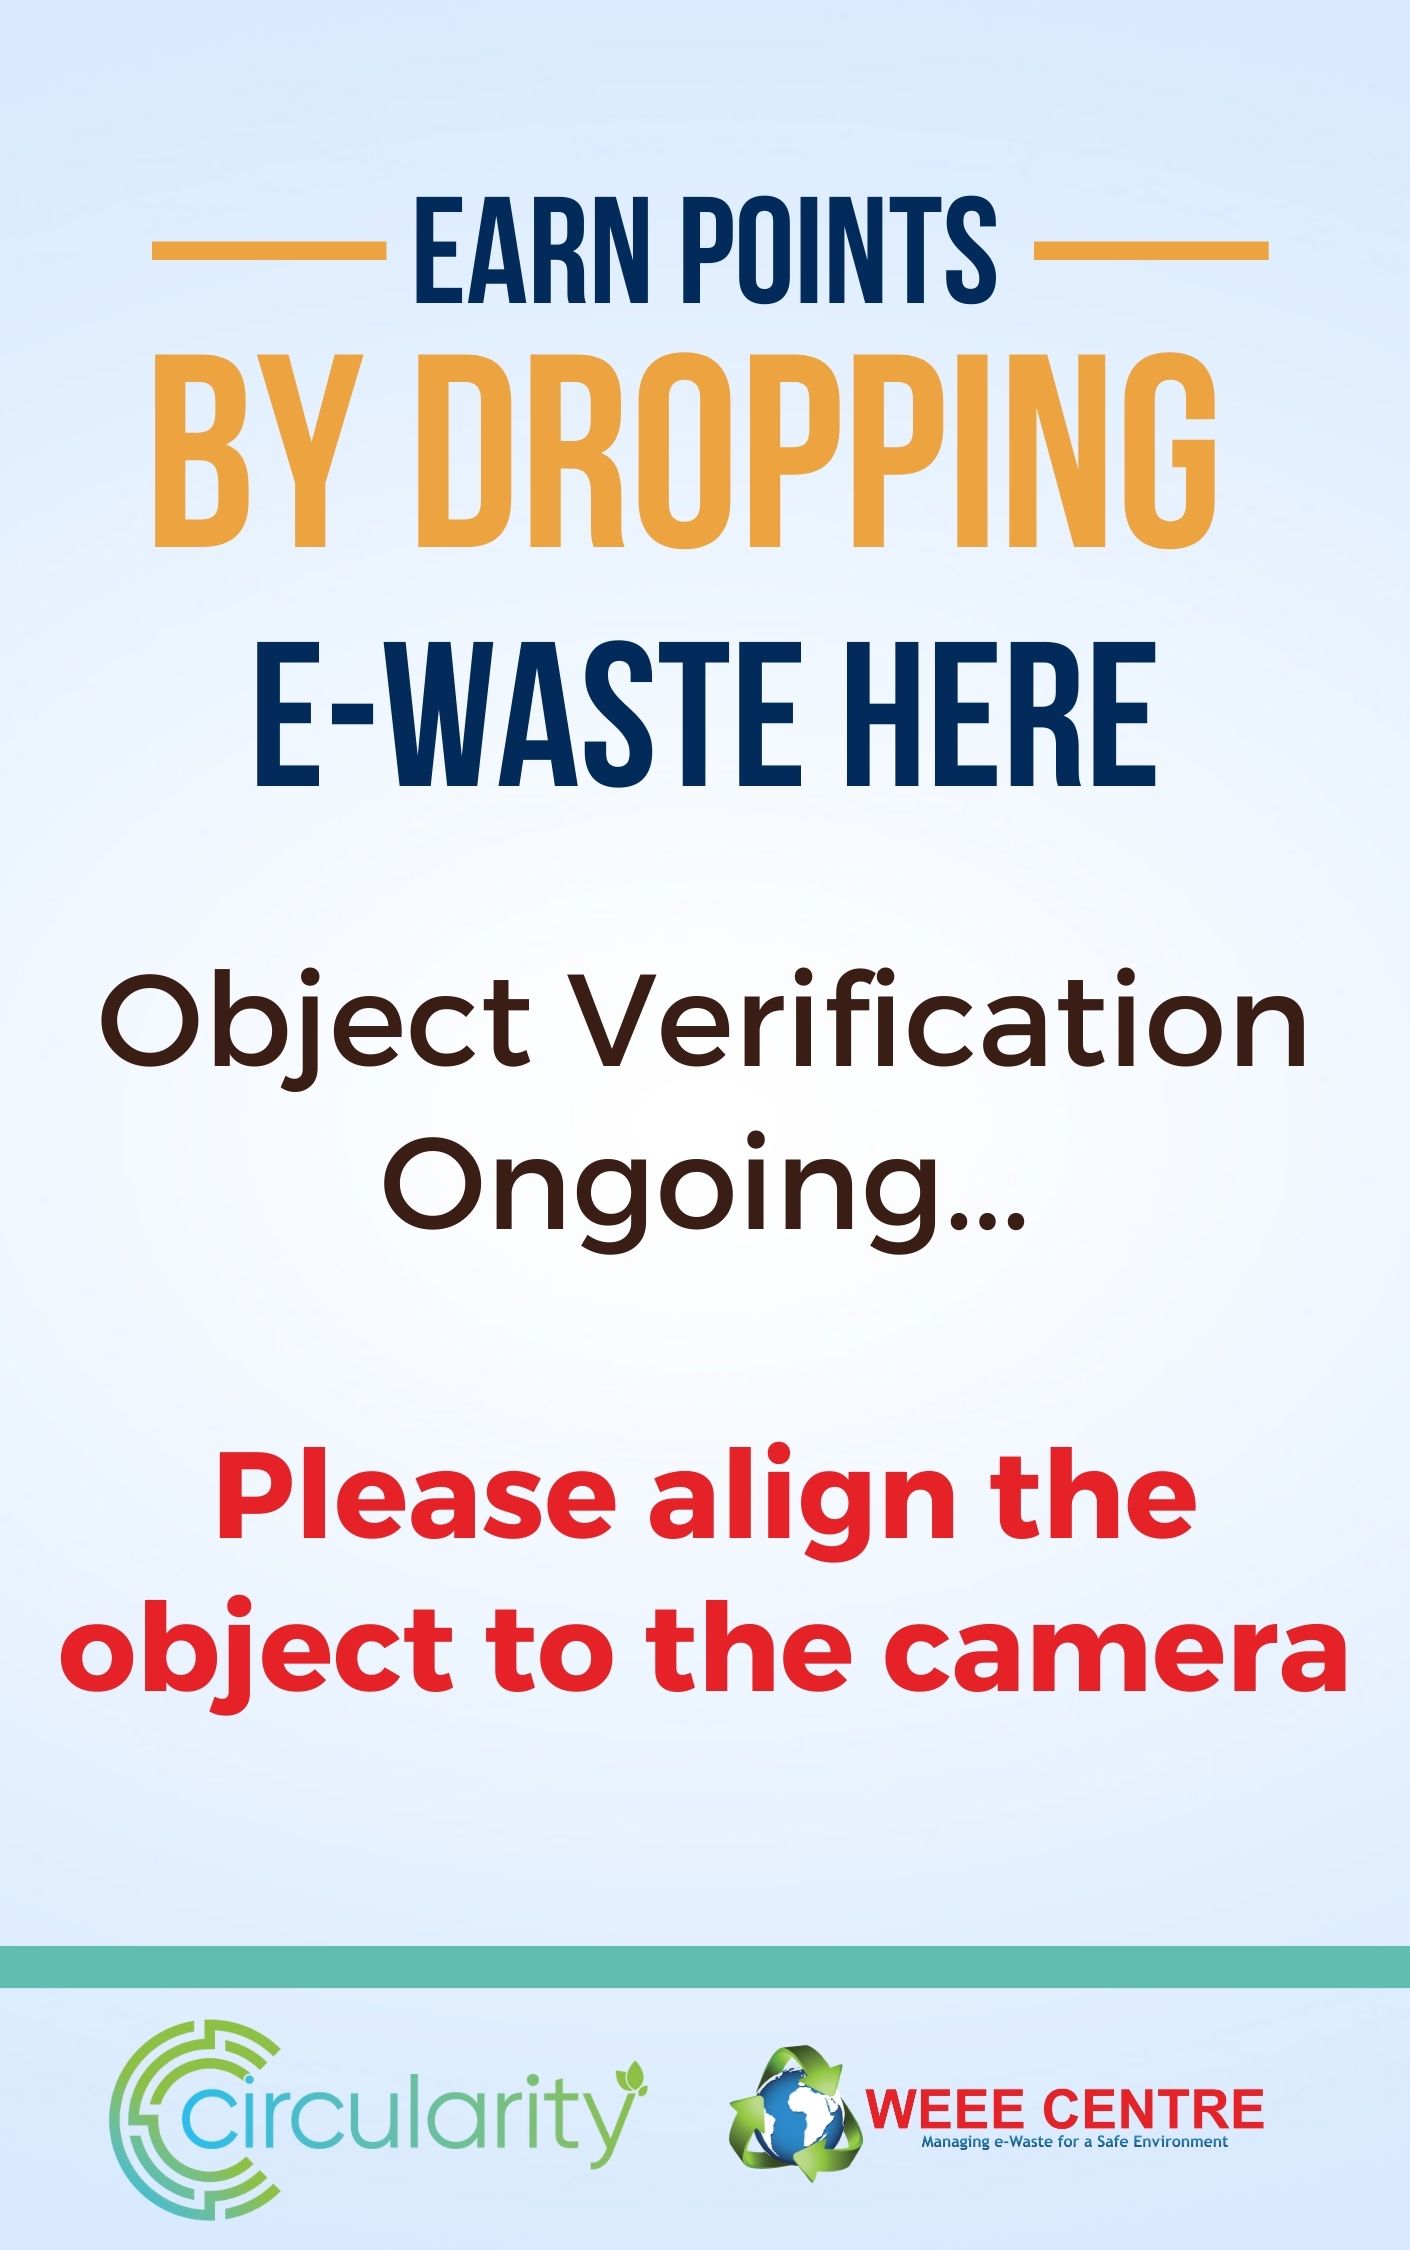 EARN POINTS
BY DROPPING
E-WASTE HERE
Object Verification
Ongoing...
Please align the
object to the camera
circularity
WEEE CENTRE
Managing e-Waste for a Safe Environment